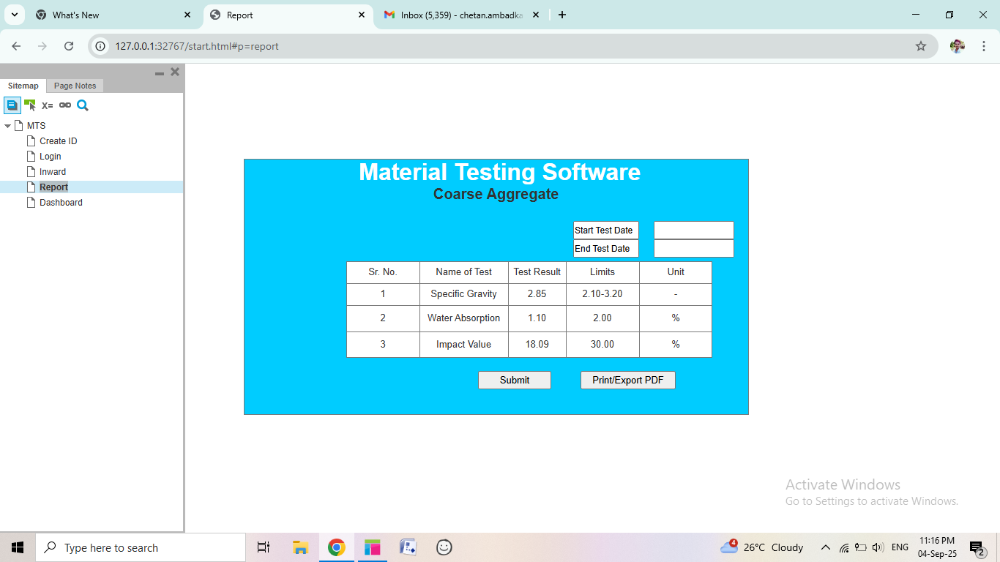 What's New
Report
Inbox (5,359) - chetan.ambadka
127.0.0.1:32767/start.html#p=report
Sitemap
Page Notes
X=
MTS
Create ID
Login
Inward
Report
Dashboard
Material Testing Software
Coarse Aggregate
Start Test Date
End Test Date
Sr. No. Name of Test Test Result Limits Unit
1 Specific Gravity 2.85 2.10-3.20 -
2 Water Absorption 1.10 2.00 %
3 Impact Value 18.09 30.00 %
Submit
Print/Export PDF
Activate Windows
Go to Settings to activate Windows.
Type here to search
4
26°C Cloudy
ENG
11:16 PM
04-Sep-25
2